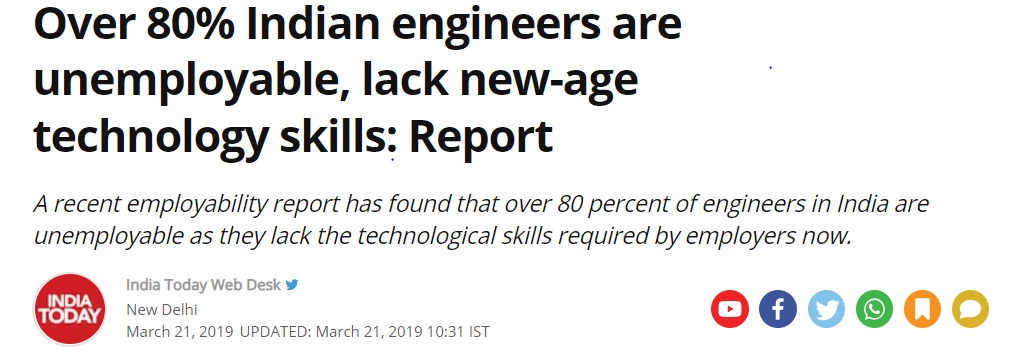 Over 80% Indian engineers are
unemployable, lack new-age
technology skills: Report
A recent employability report has found that over 80 percent of engineers in India are
unemployable as they lack the technological skills required by employers now.
INDIA
TODAY
India Today Web Desk
New Delhi
March 21, 2019 UPDATED: March 21, 2019 10:31 IST